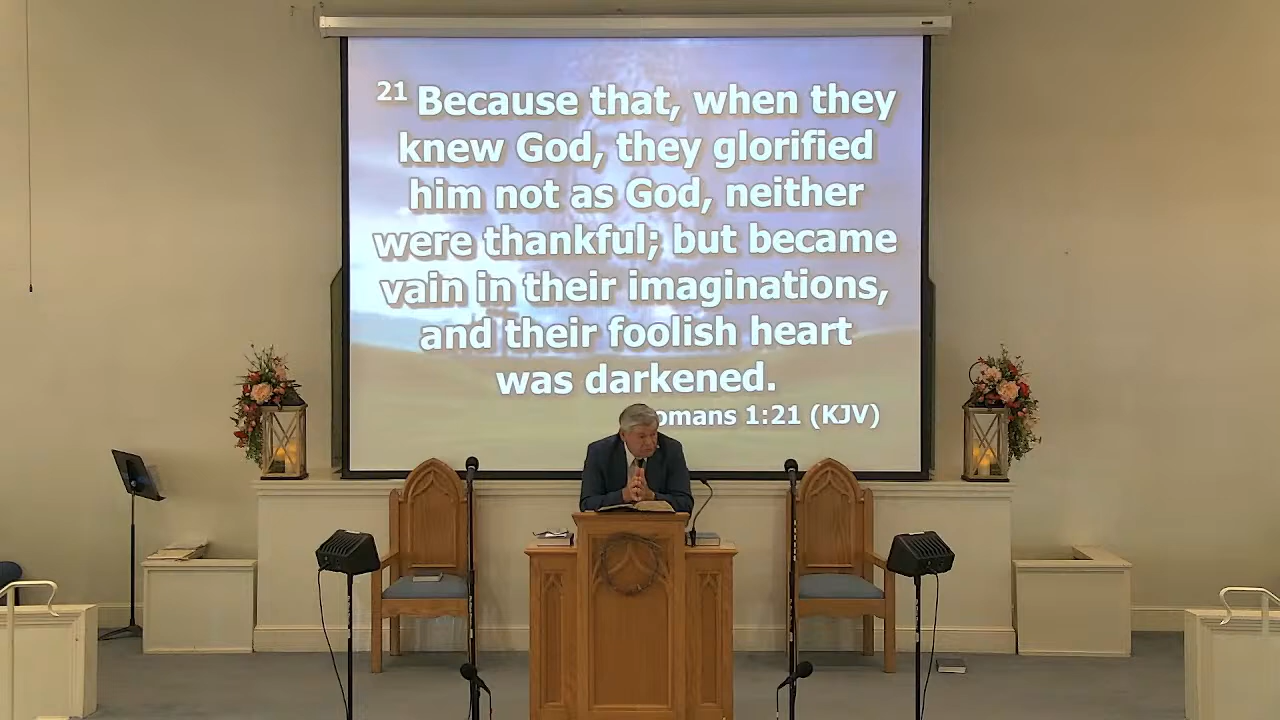 21 Because that, when they
knew God, they glorified
him not as God, neither
were thankful; but became
vain in their imaginations,
and their foolish heart
was darkened.
omans 1:21 (KJV)